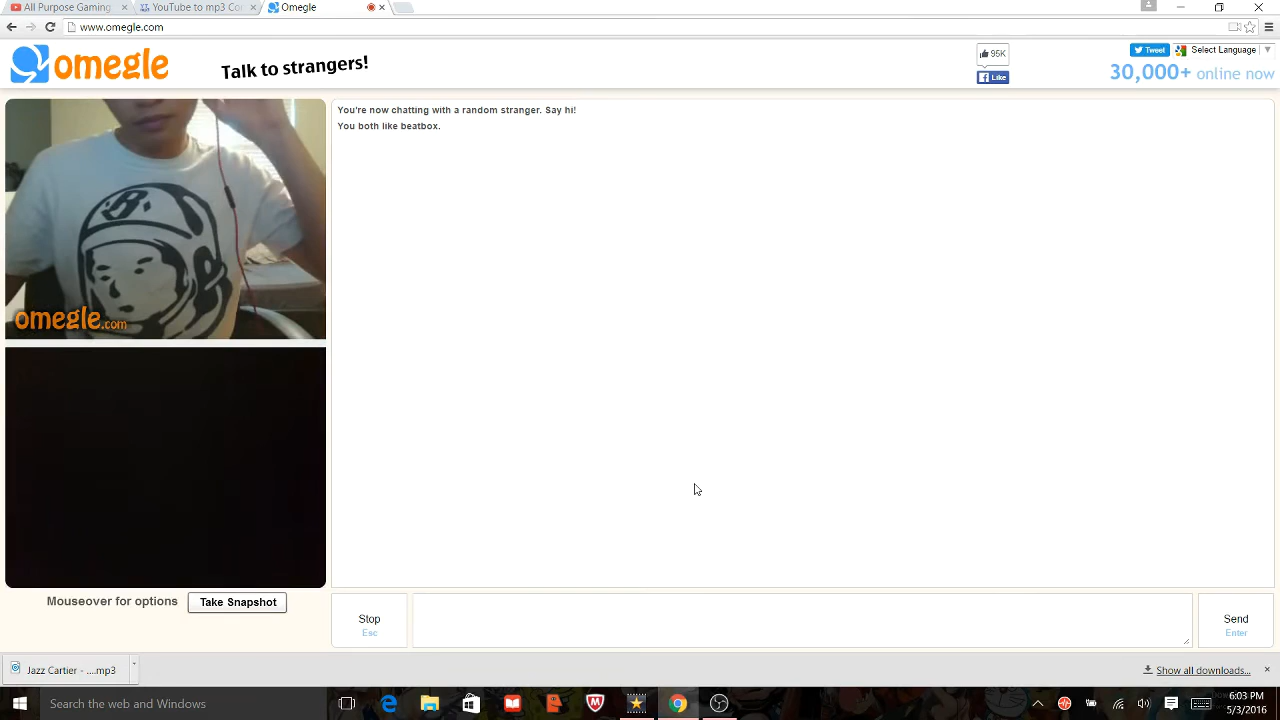 All Purpose Gaming
YouTube to mp3 Co
Omegle
www.omegle.com
omegle
Talk to strangers!
95K
Like
Tweet
Select Language
30,000+ online now
You're now chatting with a random stranger. Say hi!
You both like beatbox.
B
omegle.com
Mouseover for options
Take Snapshot
Stop
Esc
Send
Enter
Jazz Cartier - ....mp3
Show all downloads...
Search the web and Windows
6:03 PM
5/3/2016